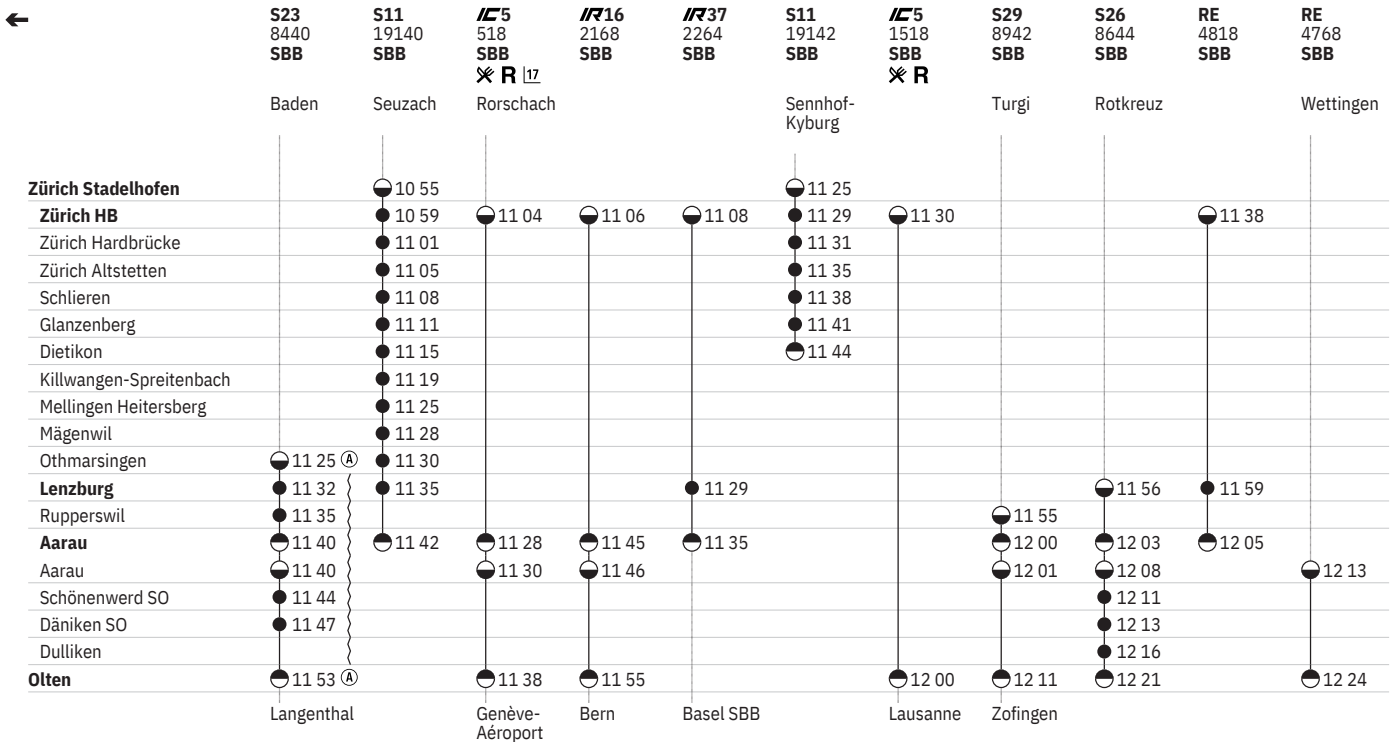 S23 S11 IC5 IR16 IR37 S11 IC5 S29 S26 RE RE
8440 19140 518 2168 2264 19142 1518 8942 8644 4818 4768
SBB SBB SBB SBB SBB SBB SBB SBB SBB SBB SBB
R 17 R
Baden Seuzach Rorschach Sennhof- Turgi Rotkreuz Wettingen
Kyburg
Zürich Stadelhofen 10 55 11 25
Zürich HB 10 59 11 04 11 06 11 08 11 29 11 30 11 38
Zürich Hardbrücke 11 01 11 31
Zürich Altstetten 11 05 11 35
Schlieren 11 08 11 38
Glanzenberg 11 11 11 41
Dietikon 11 15 11 44
Killwangen-Spreitenbach 11 19
Mellingen Heitersberg 11 25
Mägenwil 11 28
Othmarsingen 11 25 A 11 30
Lenzburg 11 32 11 35 11 29 11 56 11 59
Rupperswil 11 35 11 55
Aarau 11 40 11 42 11 28 11 45 11 35 12 00 12 03 12 05
Aarau 11 40 11 30 11 46 12 01 12 08 12 13
Schönenwerd SO 11 44 12 11
Däniken SO 11 47 12 13
Dulliken 12 16
Olten 11 53 A 11 38 11 55 12 00 12 11 12 21 12 24
Langenthal Genève- Bern Basel SBB Lausanne Zofingen
Aéroport